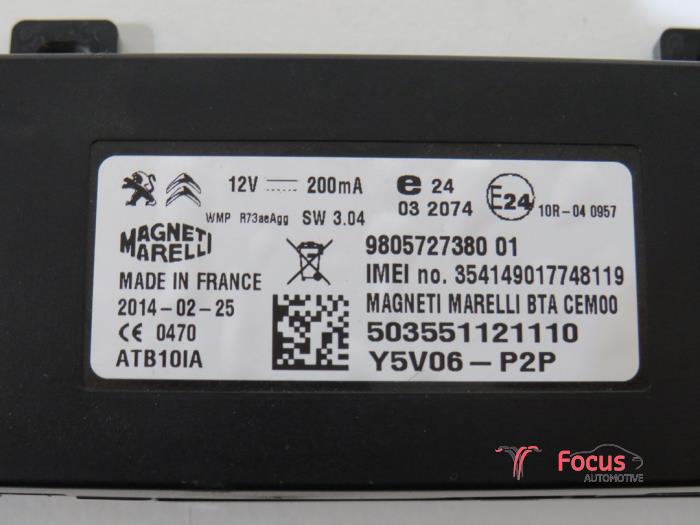 12V 200mA
e 24
03 2074
E24
10R-04 0957
WMP R73aeAgg SW 3.04
MAGNETI
MARELLI
MADE IN FRANCE
2014-02-25
CE 0470
ATB10IA
9805727380 01
IMEI no. 354149017748119
MAGNETI MARELLI BTA CEM00
503551121110
Y5V06-P2P
Focus
AUTOMOTIVE